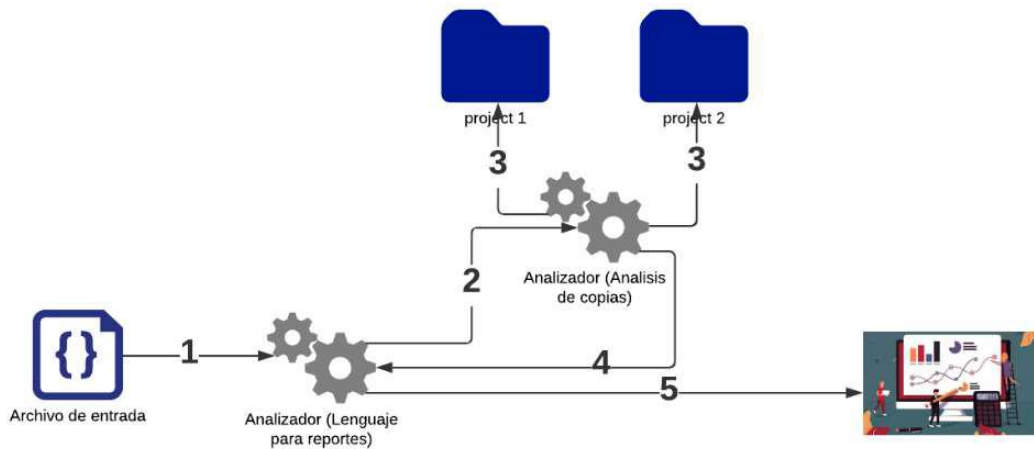 project 1
project 2
3
3
2
Analizador (Analisis
de copias)
{}
1
4
5
Archivo de entrada
Analizador (Lenguaje
para reportes)